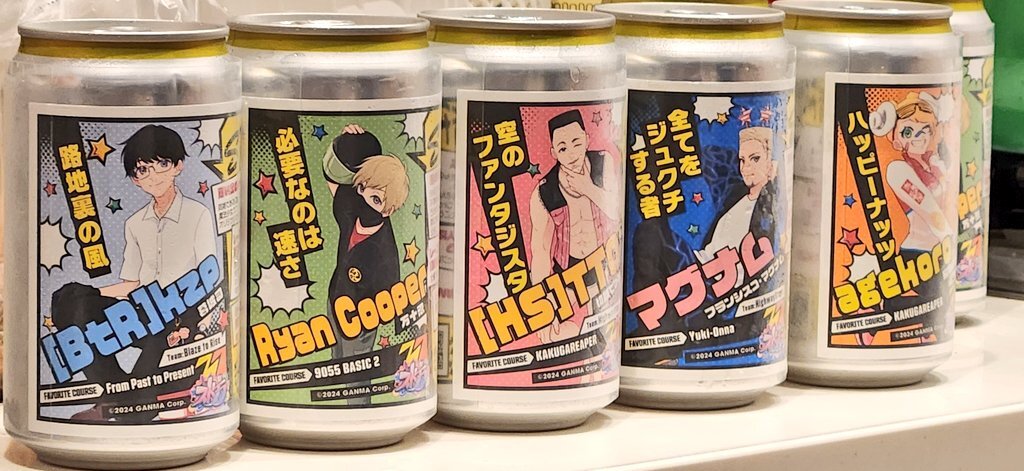 路地裏の風
[BtR]kzp
Team:Blaze to Rise
FAVORITE COURSE
From Past to Present
©2024 GANMA Corp.
必要なのは
速さ
Ryan Cooper
FAVORITE COURSE
9055 BASIC 2
©2024 GANMA Corp.
空の
ファンタジスタ
[HS]TTG
FAVORITE COURSE
KAKUGAREAPER
©2024 GANMA Corp.
全てを
ジュクチ
する者
マグナム
フランシスコ・マグナム
FAVORITE COURSE
Yuki-Onna
©2024 GANMA Corp.
ハッピーナッツ
agehoro
FAVORITE COURSE
KAKUGAREAPER
©2024 GANMA Corp.